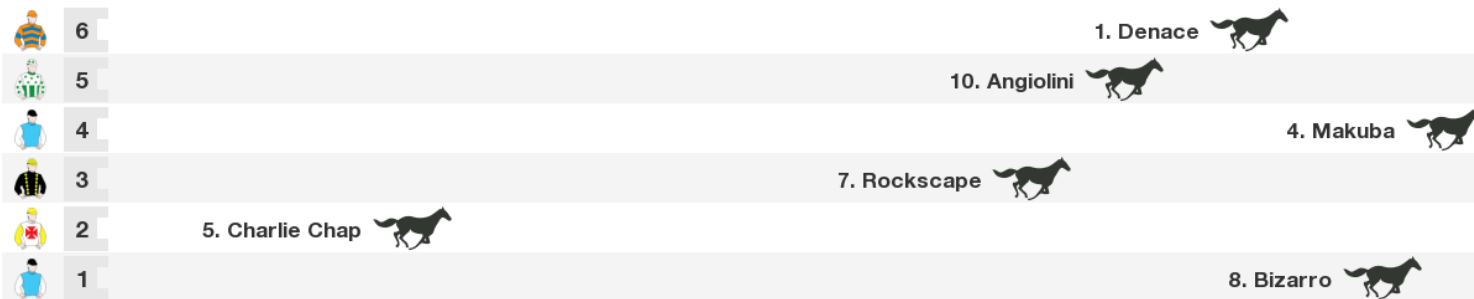 6 1. Denace
5 10. Angiolini
4 4. Makuba
3 7. Rockscape
2 5. Charlie Chap
1 8. Bizarro